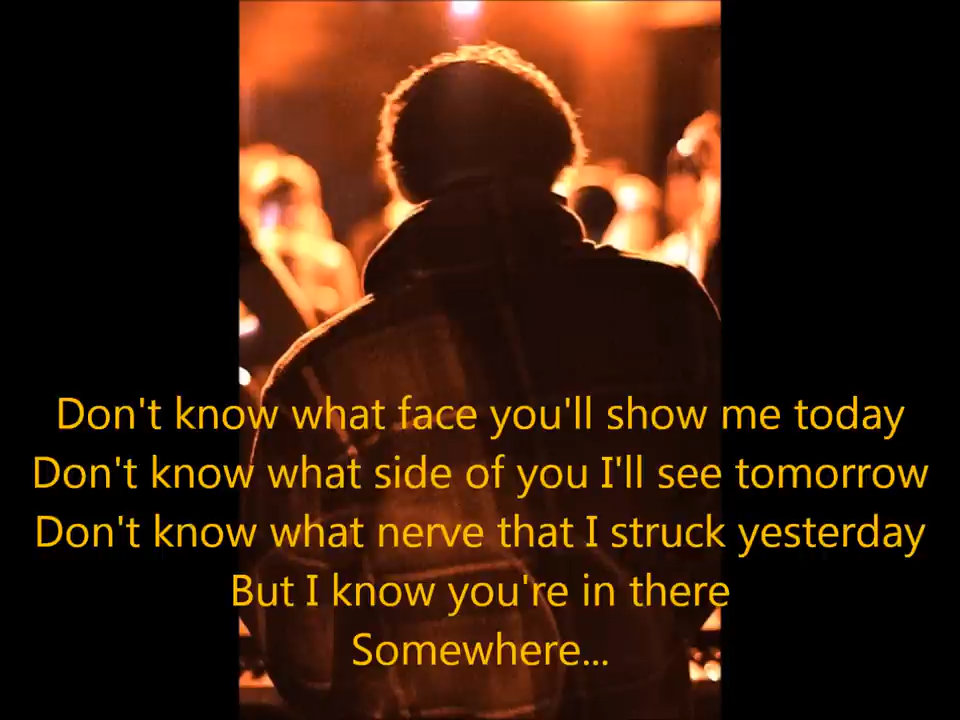 Don't know what face you'll show me today
Don't know what side of you I'll see tomorrow
Don't know what nerve that I struck yesterday
But I know you're in there
Somewhere...